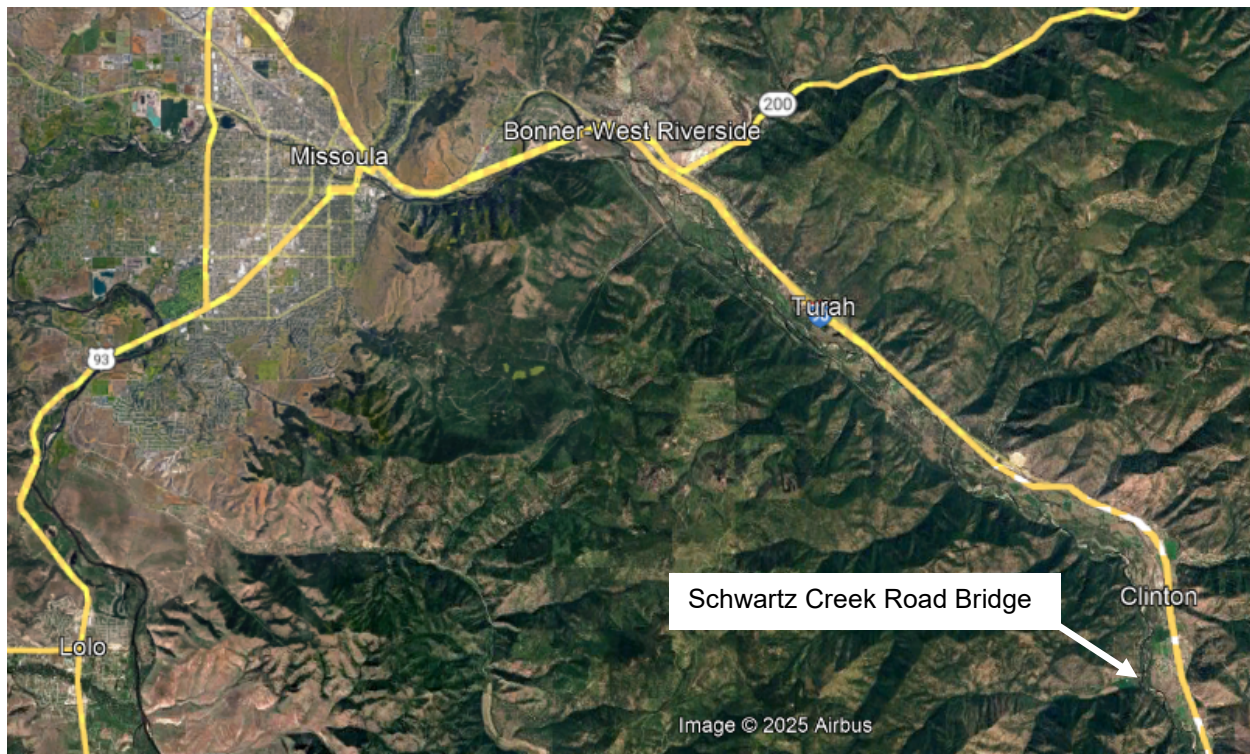 200
Bonner-West Riverside
Missoula
Turah
93
Schwartz Creek Road Bridge
Clinton
Lolo
Image © 2025 Airbus